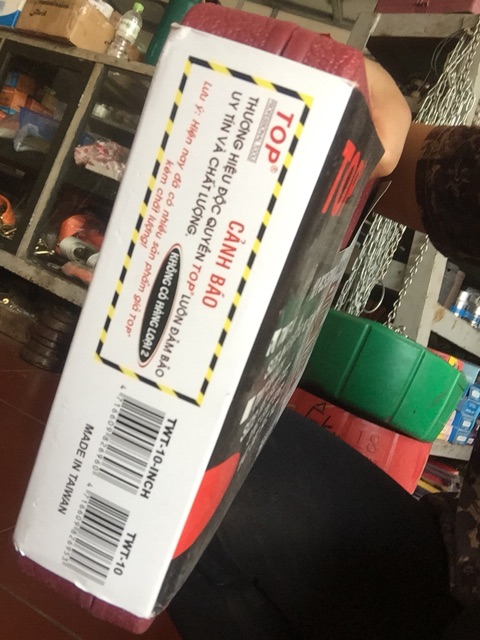 TOP®
PROFESSIONAL TOOLS
CẢNH BÁO
THƯƠNG HIỆU ĐỘC QUYỀN TOP® LUÔN ĐẢM BẢO
UY TÍN VÀ CHẤT LƯỢNG
KHÔNG CÓ HÀNG LOẠI 2
Lưu ý: Hiện nay đã có nhiều sản phẩm giả TOP®
kém chất lượng!
TWT-10-INCH
TWT-10
MADE IN TAIWAN